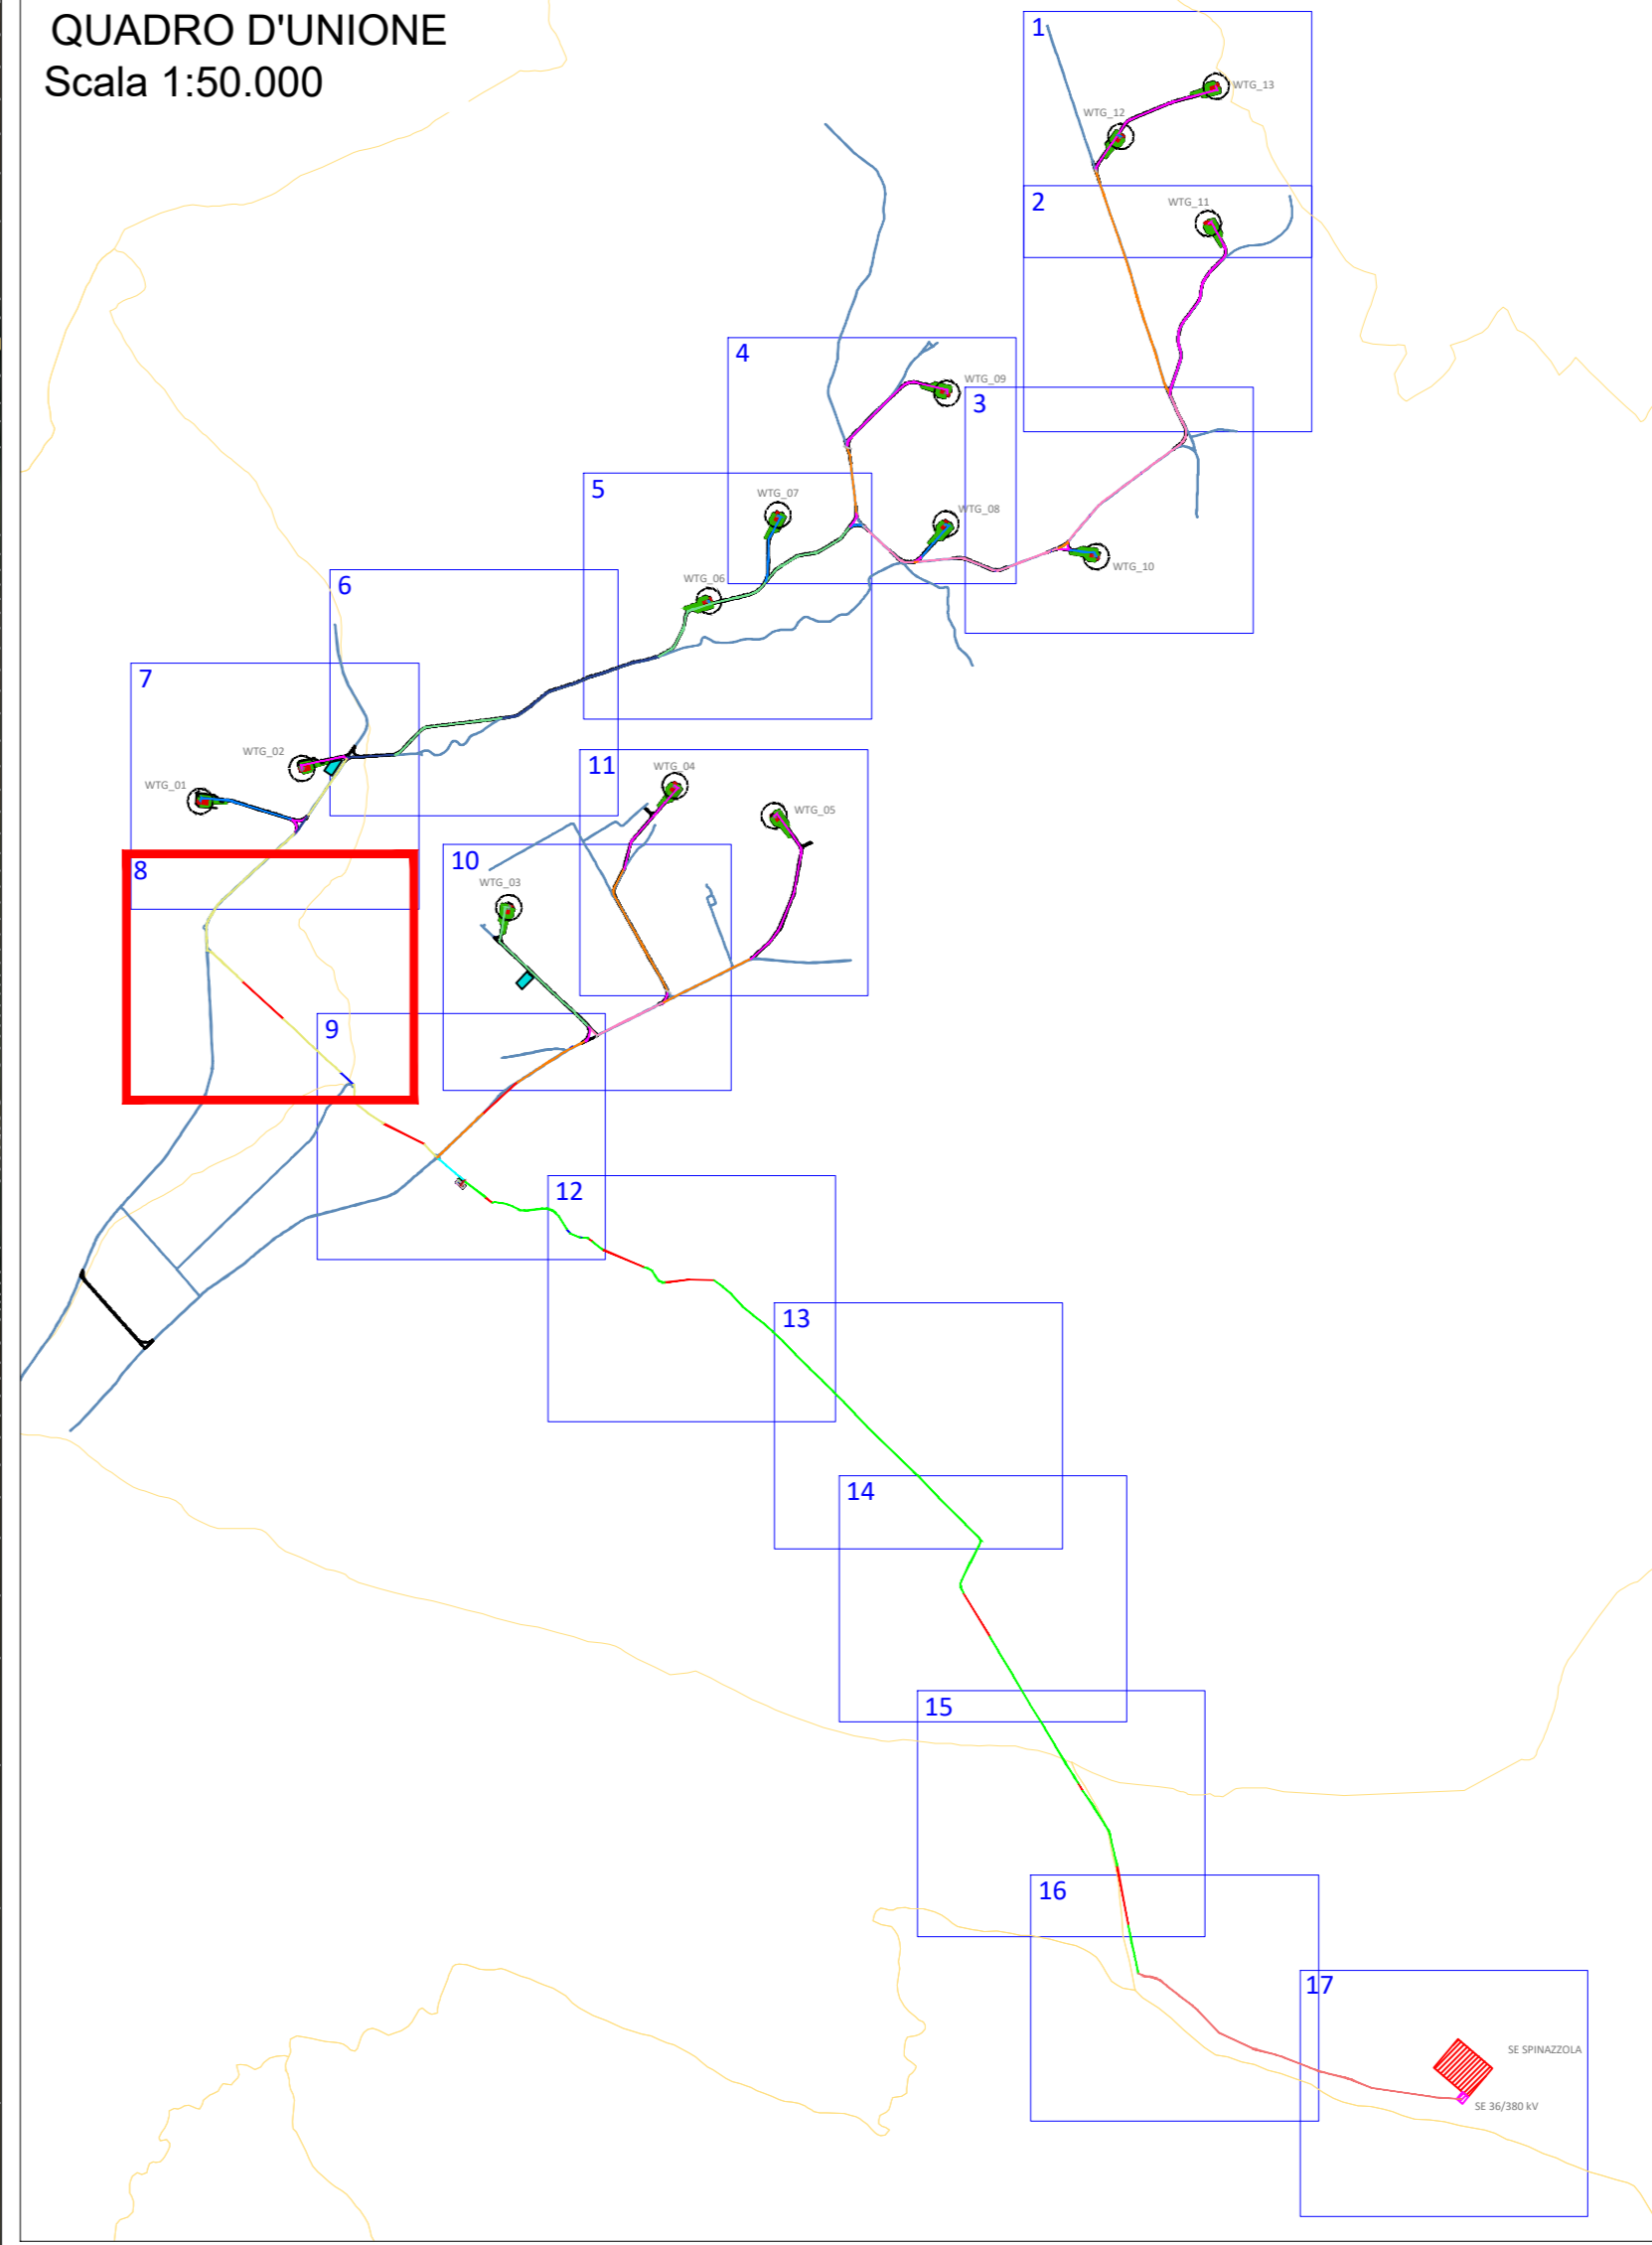 QUADRO D'UNIONE
Scala 1:50.000
1
WTG_13
WTG_12
2
WTG_11
4
WTG_09
3
5
WTG_07
WTG_08
WTG_10
6
WTG_06
7
WTG_02
11
WTG_04
WTG_01
WTG_05
8
10
WTG_03
9
12
13
14
15
16
17
SE SPINAZZOLA
SE 36/380 kV